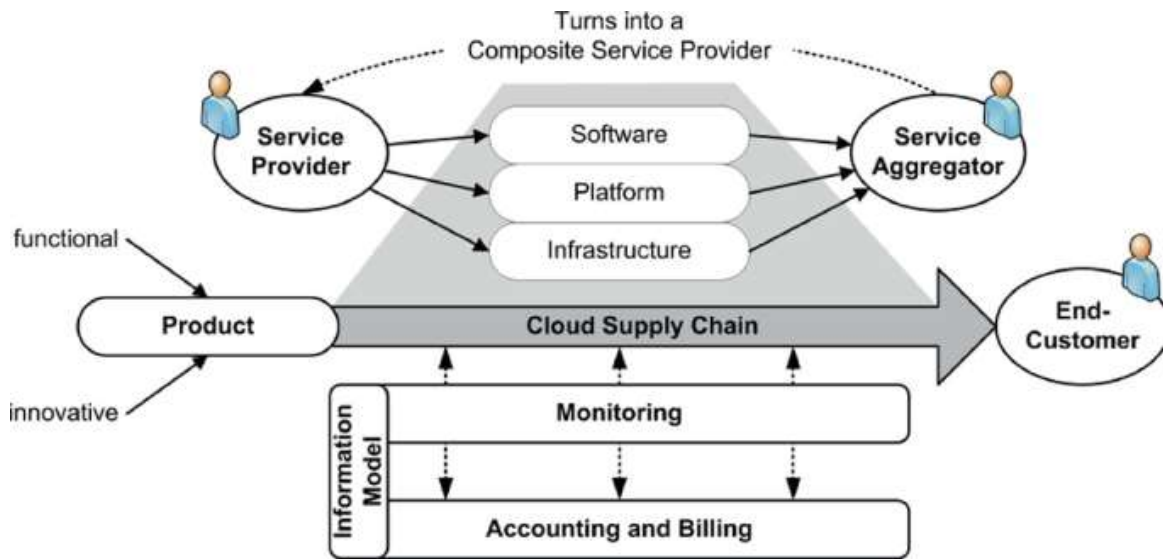 Turns into a
Composite Service Provider
Service
Provider
Software
Platform
Infrastructure
Service
Aggregator
functional
Product
innovative
Cloud Supply Chain
End-
Customer
Information
Model
Monitoring
Accounting and Billing